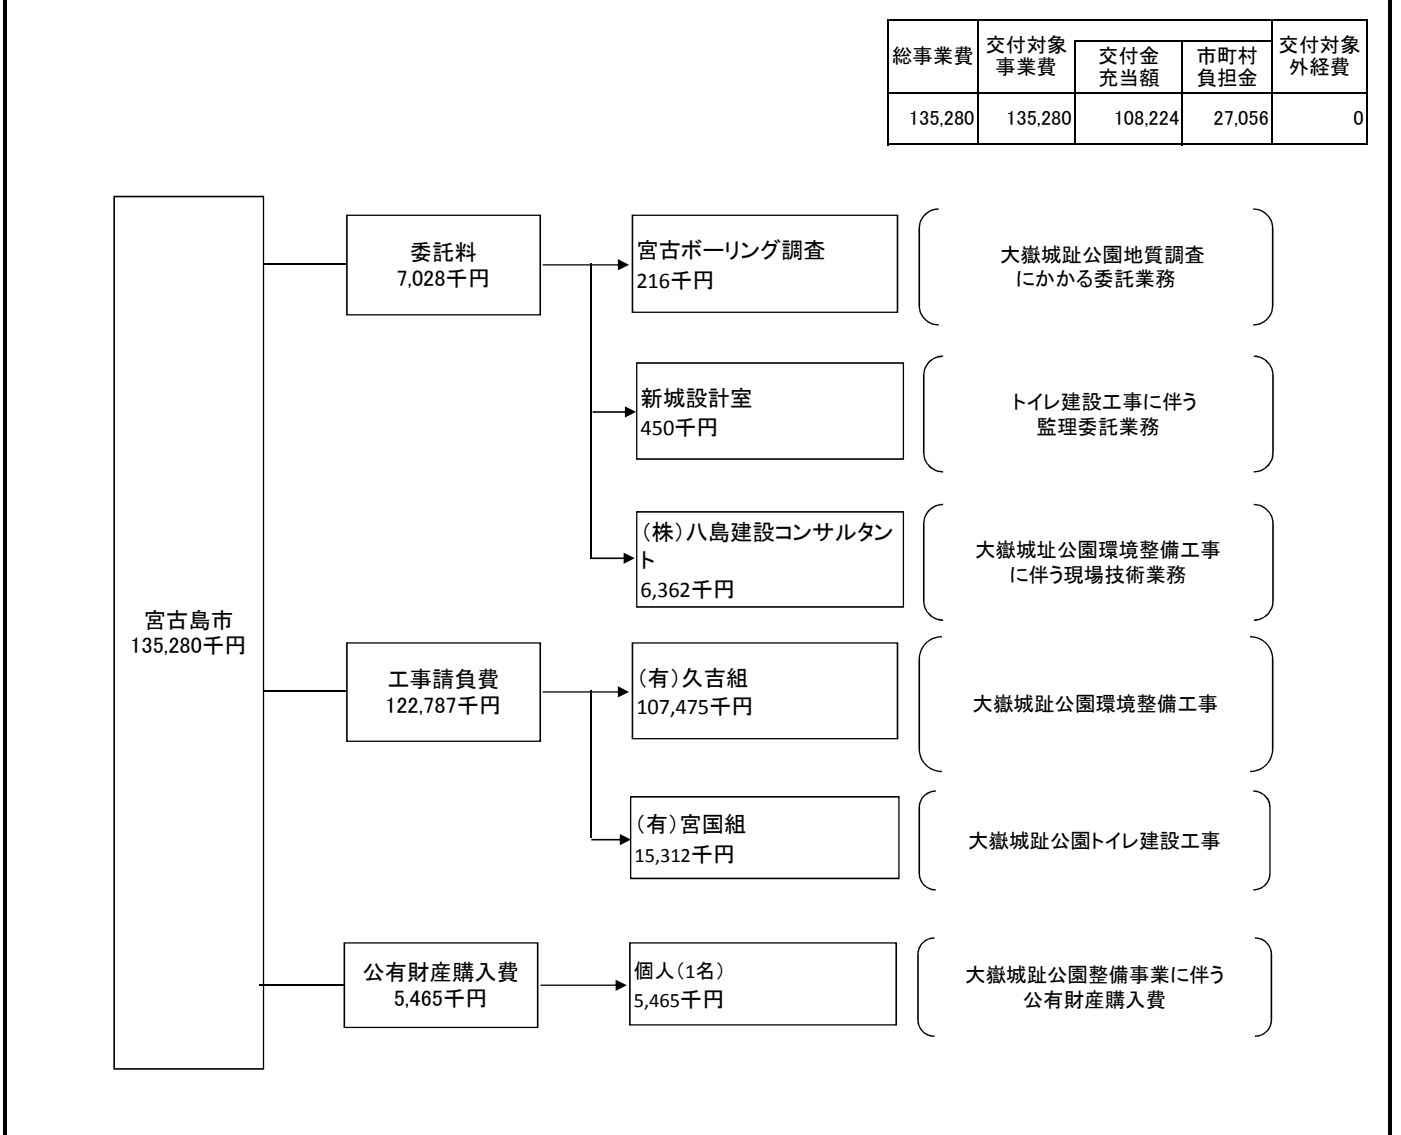 総事業費
交付対象
事業費
交付金
充当額
市町村
負担金
交付対象
外経費
135,280 135,280 108,224 27,056 0
宮古島市
135,280千円
委託料
7,028千円
宮古ボーリング調査
216千円
大嶽城趾公園地質調査
にかかる委託業務
新城設計室
450千円
トイレ建設工事に伴う
監理委託業務
（株）八島建設コンサルタン
ト
6,362千円
大嶽城址公園環境整備工事
に伴う現場技術業務
工事請負費
122,787千円
（有）久吉組
107,475千円
大嶽城趾公園環境整備工事
（有）宮国組
15,312千円
大嶽城趾公園トイレ建設工事
公有財産購入費
5,465千円
個人（1名）
5,465千円
大嶽城趾公園整備事業に伴う
公有財産購入費